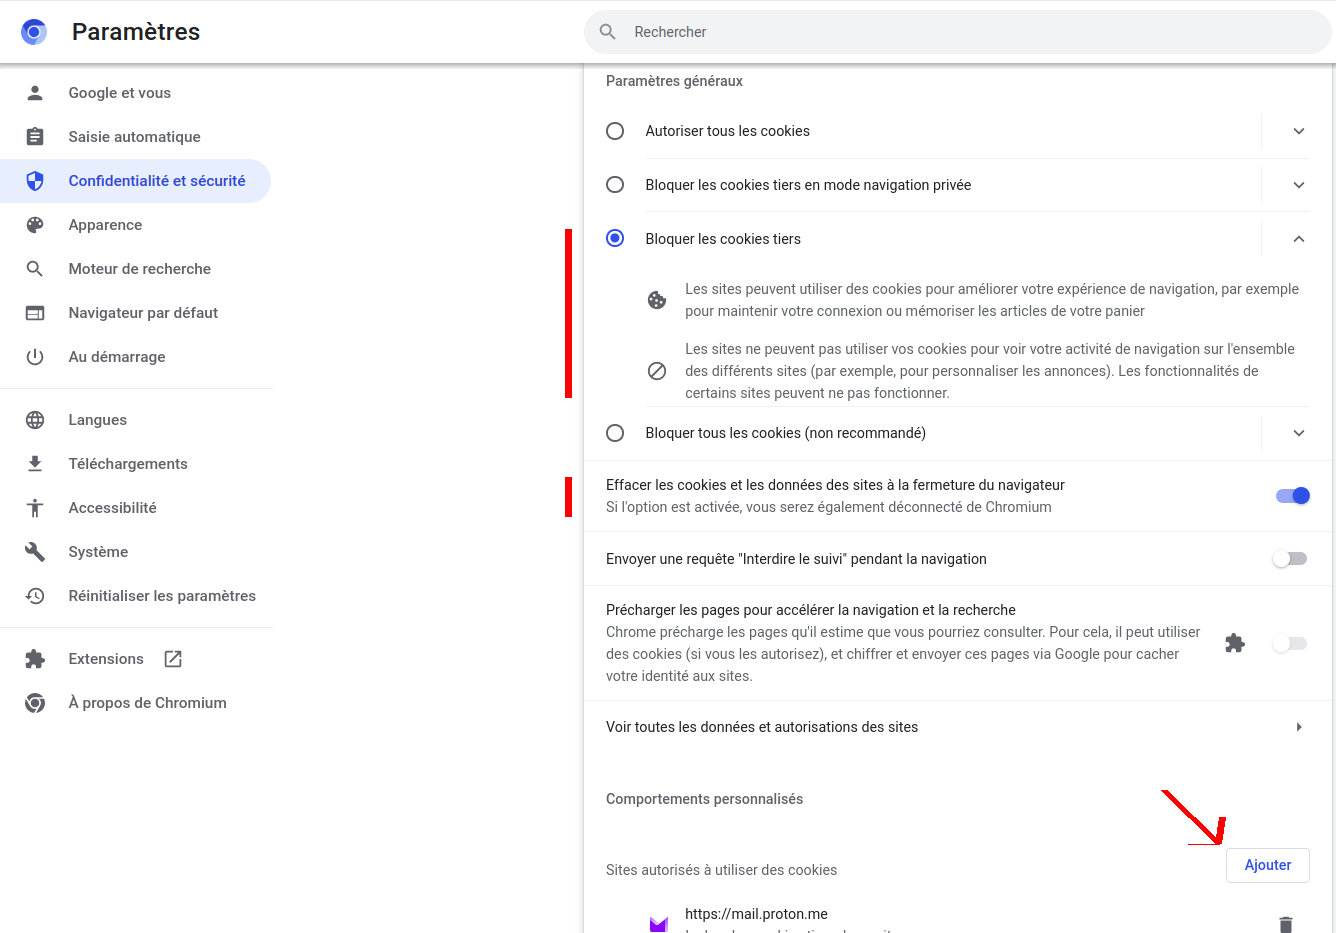 Paramètres
Rechercher
Google et vous
Saisie automatique
Confidentialité et sécurité
Apparence
Moteur de recherche
Navigateur par défaut
Au démarrage
Langues
Téléchargements
Accessibilité
Système
Réinitialiser les paramètres
Extensions
À propos de Chromium
Paramètres généraux
Autoriser tous les cookies
Bloquer les cookies tiers en mode navigation privée
Bloquer les cookies tiers
Les sites peuvent utiliser des cookies pour améliorer votre expérience de navigation, par exemple
pour maintenir votre connexion ou mémoriser les articles de votre panier
Les sites ne peuvent pas utiliser vos cookies pour voir votre activité de navigation sur l'ensemble
des différents sites (par exemple, pour personnaliser les annonces). Les fonctionnalités de
certains sites peuvent ne pas fonctionner.
Bloquer tous les cookies (non recommandé)
Effacer les cookies et les données des sites à la fermeture du navigateur
Si l'option est activée, vous serez également déconnecté de Chromium
Envoyer une requête "Interdire le suivi" pendant la navigation
Précharger les pages pour accélérer la navigation et la recherche
Chrome précharge les pages qu'il estime que vous pourriez consulter. Pour cela, il peut utiliser
des cookies (si vous les autorisez), et chiffrer et envoyer ces pages via Google pour cacher
votre identité aux sites.
Voir toutes les données et autorisations des sites
Comportements personnalisés
Sites autorisés à utiliser des cookies
Ajouter
https://mail.proton.me